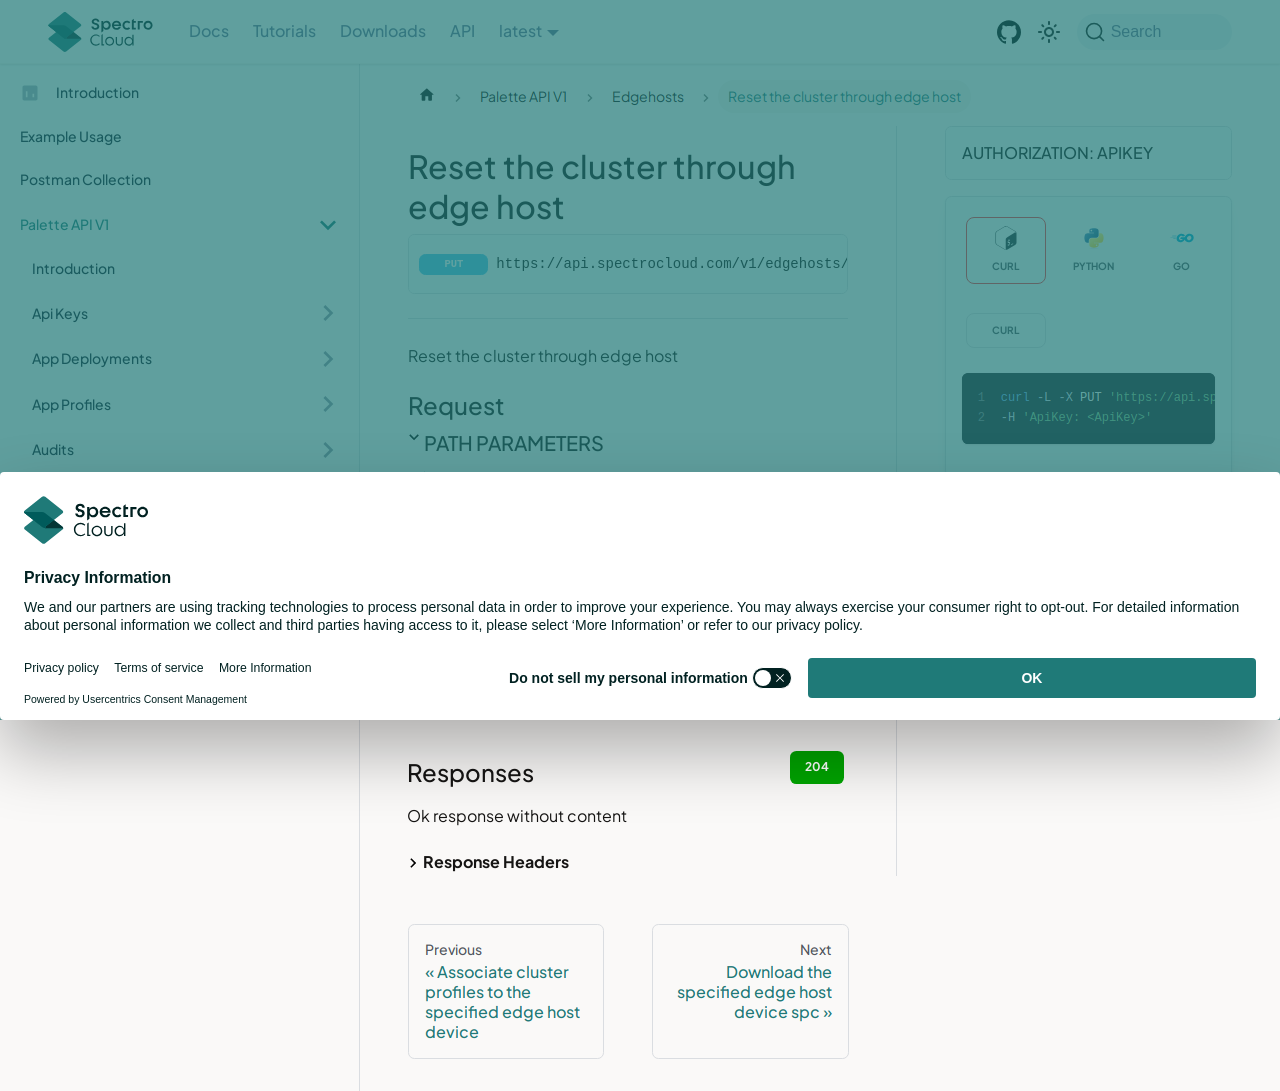 Spectro
Cloud
Docs
Tutorials
Downloads
API
latest
Search
Introduction
Example Usage
Postman Collection
Palette API V1
Introduction
Api Keys
App Deployments
App Profiles
Audits
Palette API V1
Edgehosts
Reset the cluster through edge host
Reset the cluster through
edge host
PUT https://api.spectrocloud.com/v1/edgehosts/
Reset the cluster through edge host
Request
PATH PARAMETERS
AUTHORIZATION: APIKEY
CURL
PYTHON
GO
CURL
1 curl -L -X PUT 'https://api.sp
2 -H 'ApiKey: <ApiKey>'
Spectro
Cloud
Privacy Information
We and our partners are using tracking technologies to process personal data in order to improve your experience. You may always exercise your consumer right to opt-out. For detailed information
about personal information we collect and third parties having access to it, please select ‘More Information’ or refer to our privacy policy.
Privacy policy
Terms of service
More Information
Powered by Usercentrics Consent Management
Do not sell my personal information
OK
Responses
204
Ok response without content
Response Headers
Previous
« Associate cluster
profiles to the
specified edge host
device
Next
Download the
specified edge host
device spc »